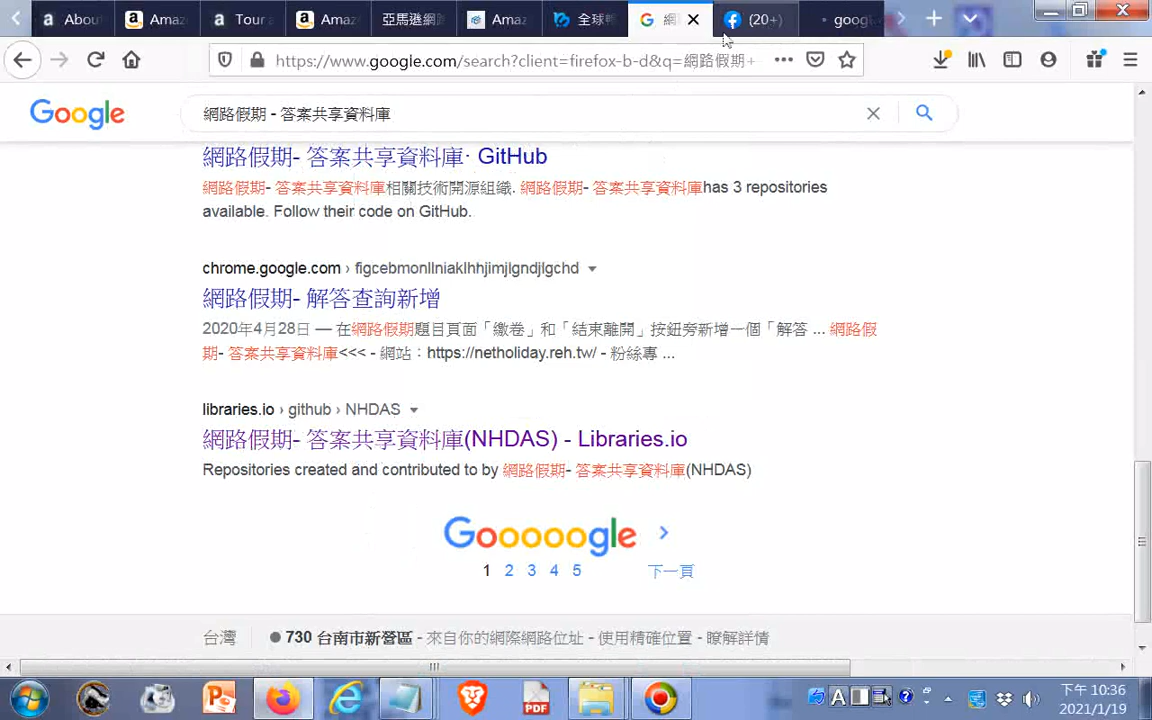 Abou
Amaz
Tour a
Amaz
亞馬遜網
Amaz
全球
網
(20+)
goog
https://www.google.com/search?client=firefox-b-d&q=網路假期+
Google
網路假期 - 答案共享資料庫
網路假期- 答案共享資料庫· GitHub
網路假期- 答案共享資料庫相關技術開源組織. 網路假期- 答案共享資料庫has 3 repositories
available. Follow their code on GitHub.
chrome.google.com › figcebmonllniaklhhjimjlgndjlgchd
網路假期- 解答查詢新增
2020年4月28日 — 在網路假期題目頁面「繳卷」和「結束離開」按鈕旁新增一個「解答 ... 網路假
期- 答案共享資料庫<<< - 網站：https://netholiday.reh.tw/ - 粉絲專 ...
libraries.io › github › NHDAS
網路假期- 答案共享資料庫(NHDAS) - Libraries.io
Repositories created and contributed to by 網路假期- 答案共享資料庫(NHDAS)
Gooooogle
1 2 3 4 5 下一頁
台灣
730 台南市新營區 - 來自你的網際網路位址 - 使用精確位置 - 瞭解詳情
PDF
A
下午 10:36
2021/1/19